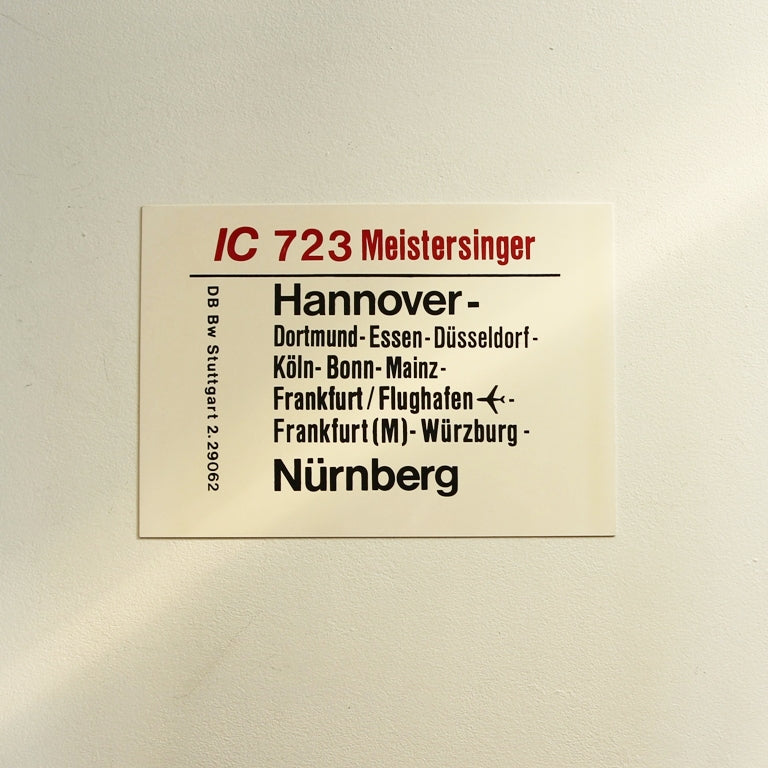 IC 723 Meistersinger
Hannover-
Dortmund-Essen-Düsseldorf-
Köln-Bonn-Mainz-
Frankfurt/Flughafen ✈-
Frankfurt(M)-Würzburg-
Nürnberg
DB Bw Stuttgart 2.29062